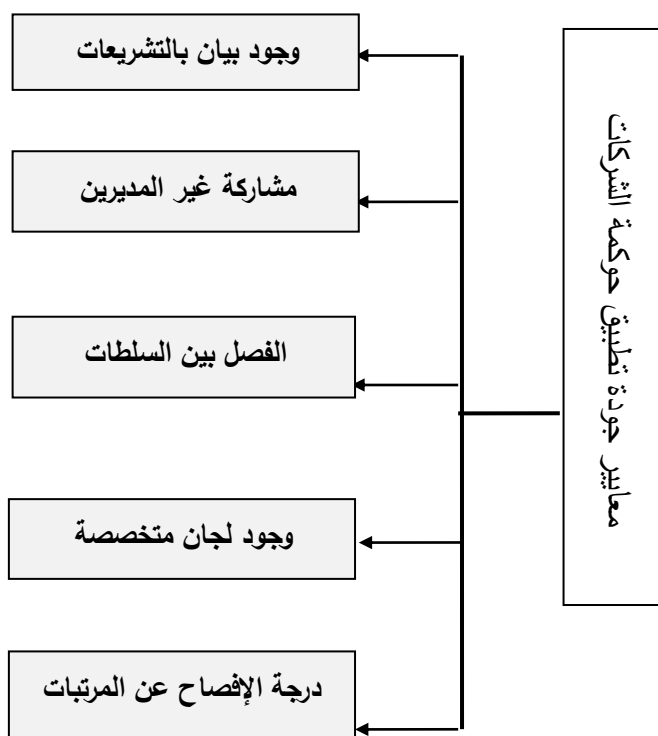 معايير جودة تطبيق حوكمة الشركات
وجود بيان بالتشريعات
مشاركة غير المديرين
الفصل بين السلطات
وجود لجان متخصصة
درجة الإفصاح عن المرتبات